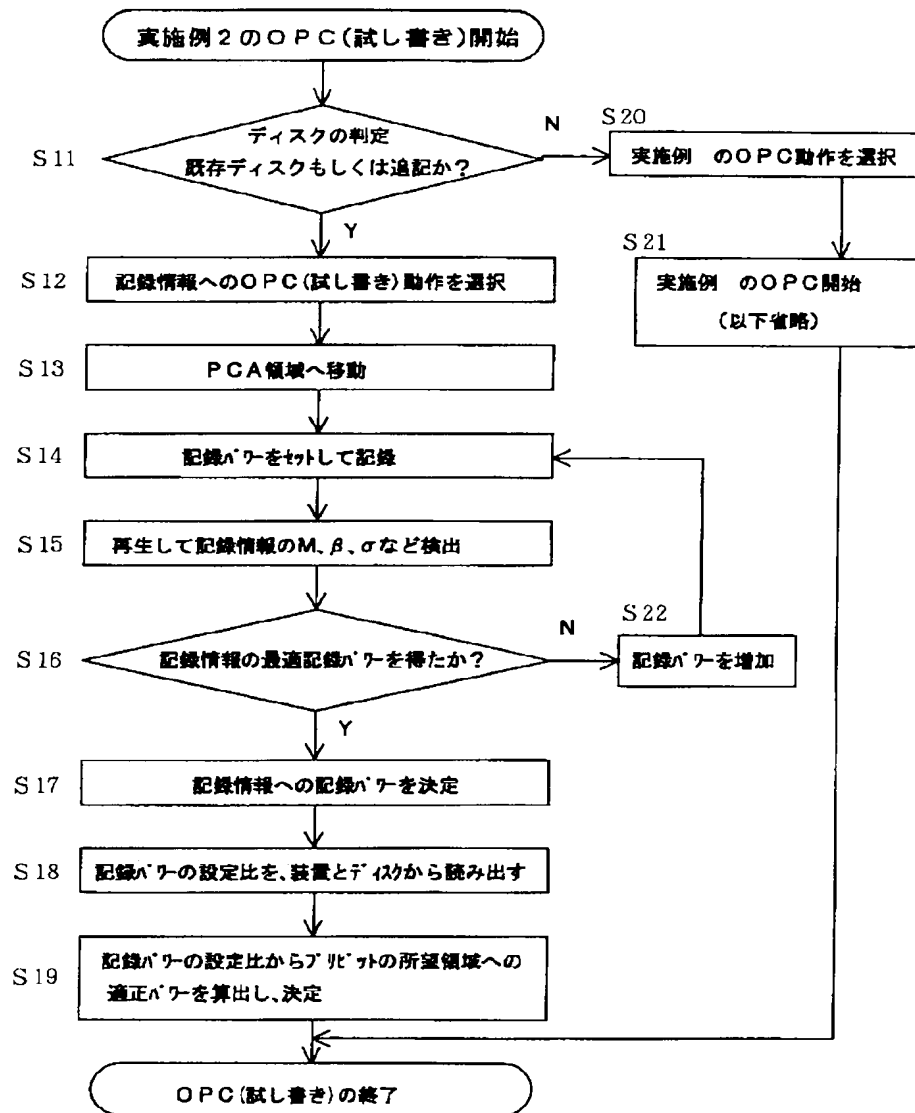 実施例2のOPC(試し書き)開始
S11
ディスクの判定
既存ディスクもしくは追記か?
N
S20
実施例 のOPC動作を選択
Y
S21
実施例 のOPC開始
(以下省略)
S12
記録情報へのOPC(試し書き)動作を選択
S13
PCA領域へ移動
S14
記録パワーをセットして記録
S15
再生して記録情報のM、β、σなど検出
S16
記録情報の最適記録パワーを得たか?
N
S22
記録パワーを増加
Y
S17
記録情報への記録パワーを決定
S18
記録パワーの設定比を、装置とディスクから読み出す
S19
記録パワーの設定比からプリピットの所望領域への
適正パワーを算出し、決定
OPC(試し書き)の終了